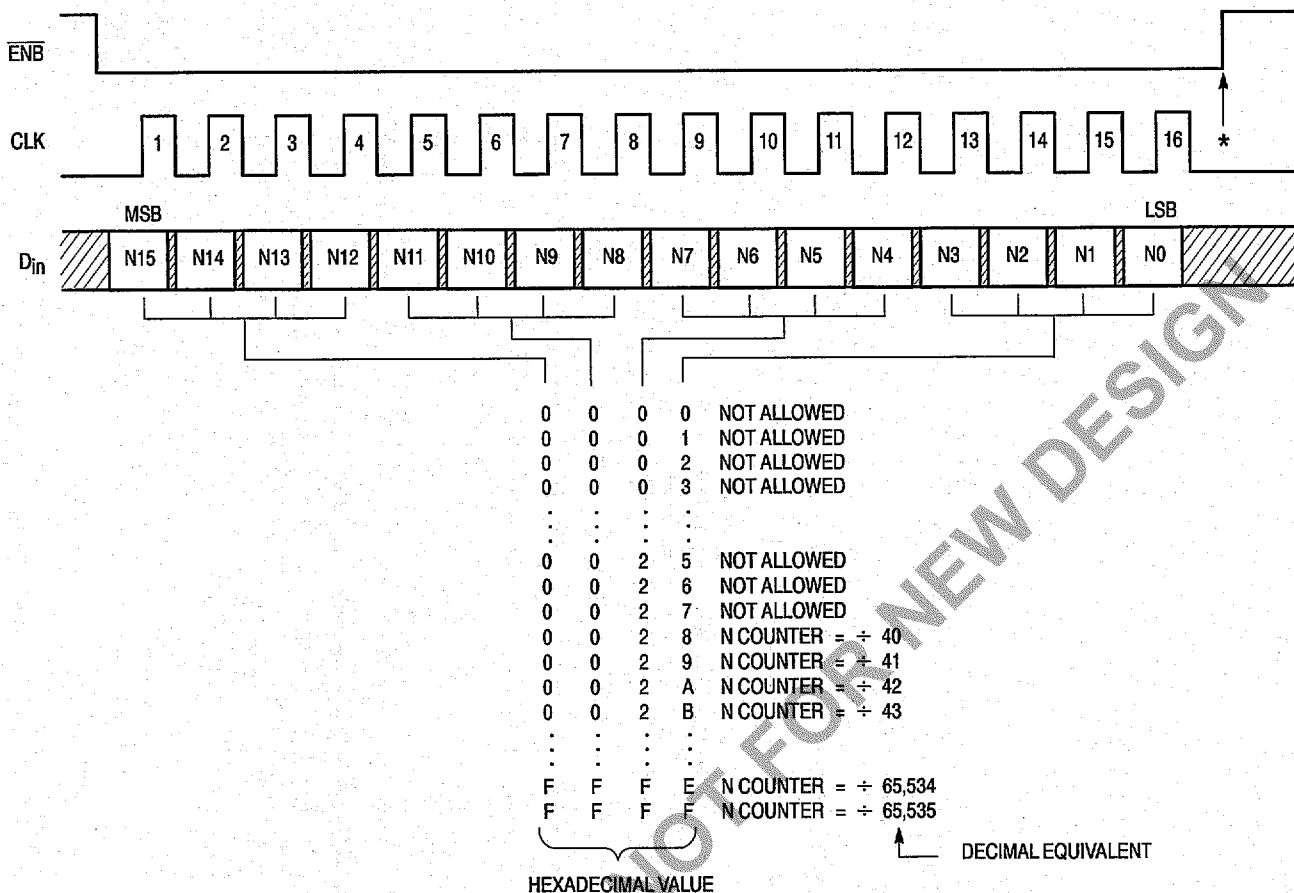 ENB
CLK
1 2 3 4 5 6 7 8 9 10 11 12 13 14 15 16 *
MSB LSB
Din
N15 N14 N13 N12 N11 N10 N9 N8 N7 N6 N5 N4 N3 N2 N1 N0
0 0 0 0 NOT ALLOWED
0 0 0 1 NOT ALLOWED
0 0 0 2 NOT ALLOWED
0 0 0 3 NOT ALLOWED
. . . .
. . . .
0 0 2 5 NOT ALLOWED
0 0 2 6 NOT ALLOWED
0 0 2 7 NOT ALLOWED
0 0 2 8 N COUNTER = ÷ 40
0 0 2 9 N COUNTER = ÷ 41
0 0 2 A N COUNTER = ÷ 42
0 0 2 B N COUNTER = ÷ 43
. . . .
. . . .
F F F E N COUNTER = ÷ 65,534
F F F F N COUNTER = ÷ 65,535
DECIMAL EQUIVALENT
HEXADECIMAL VALUE
NOT FOR NEW DESIGN